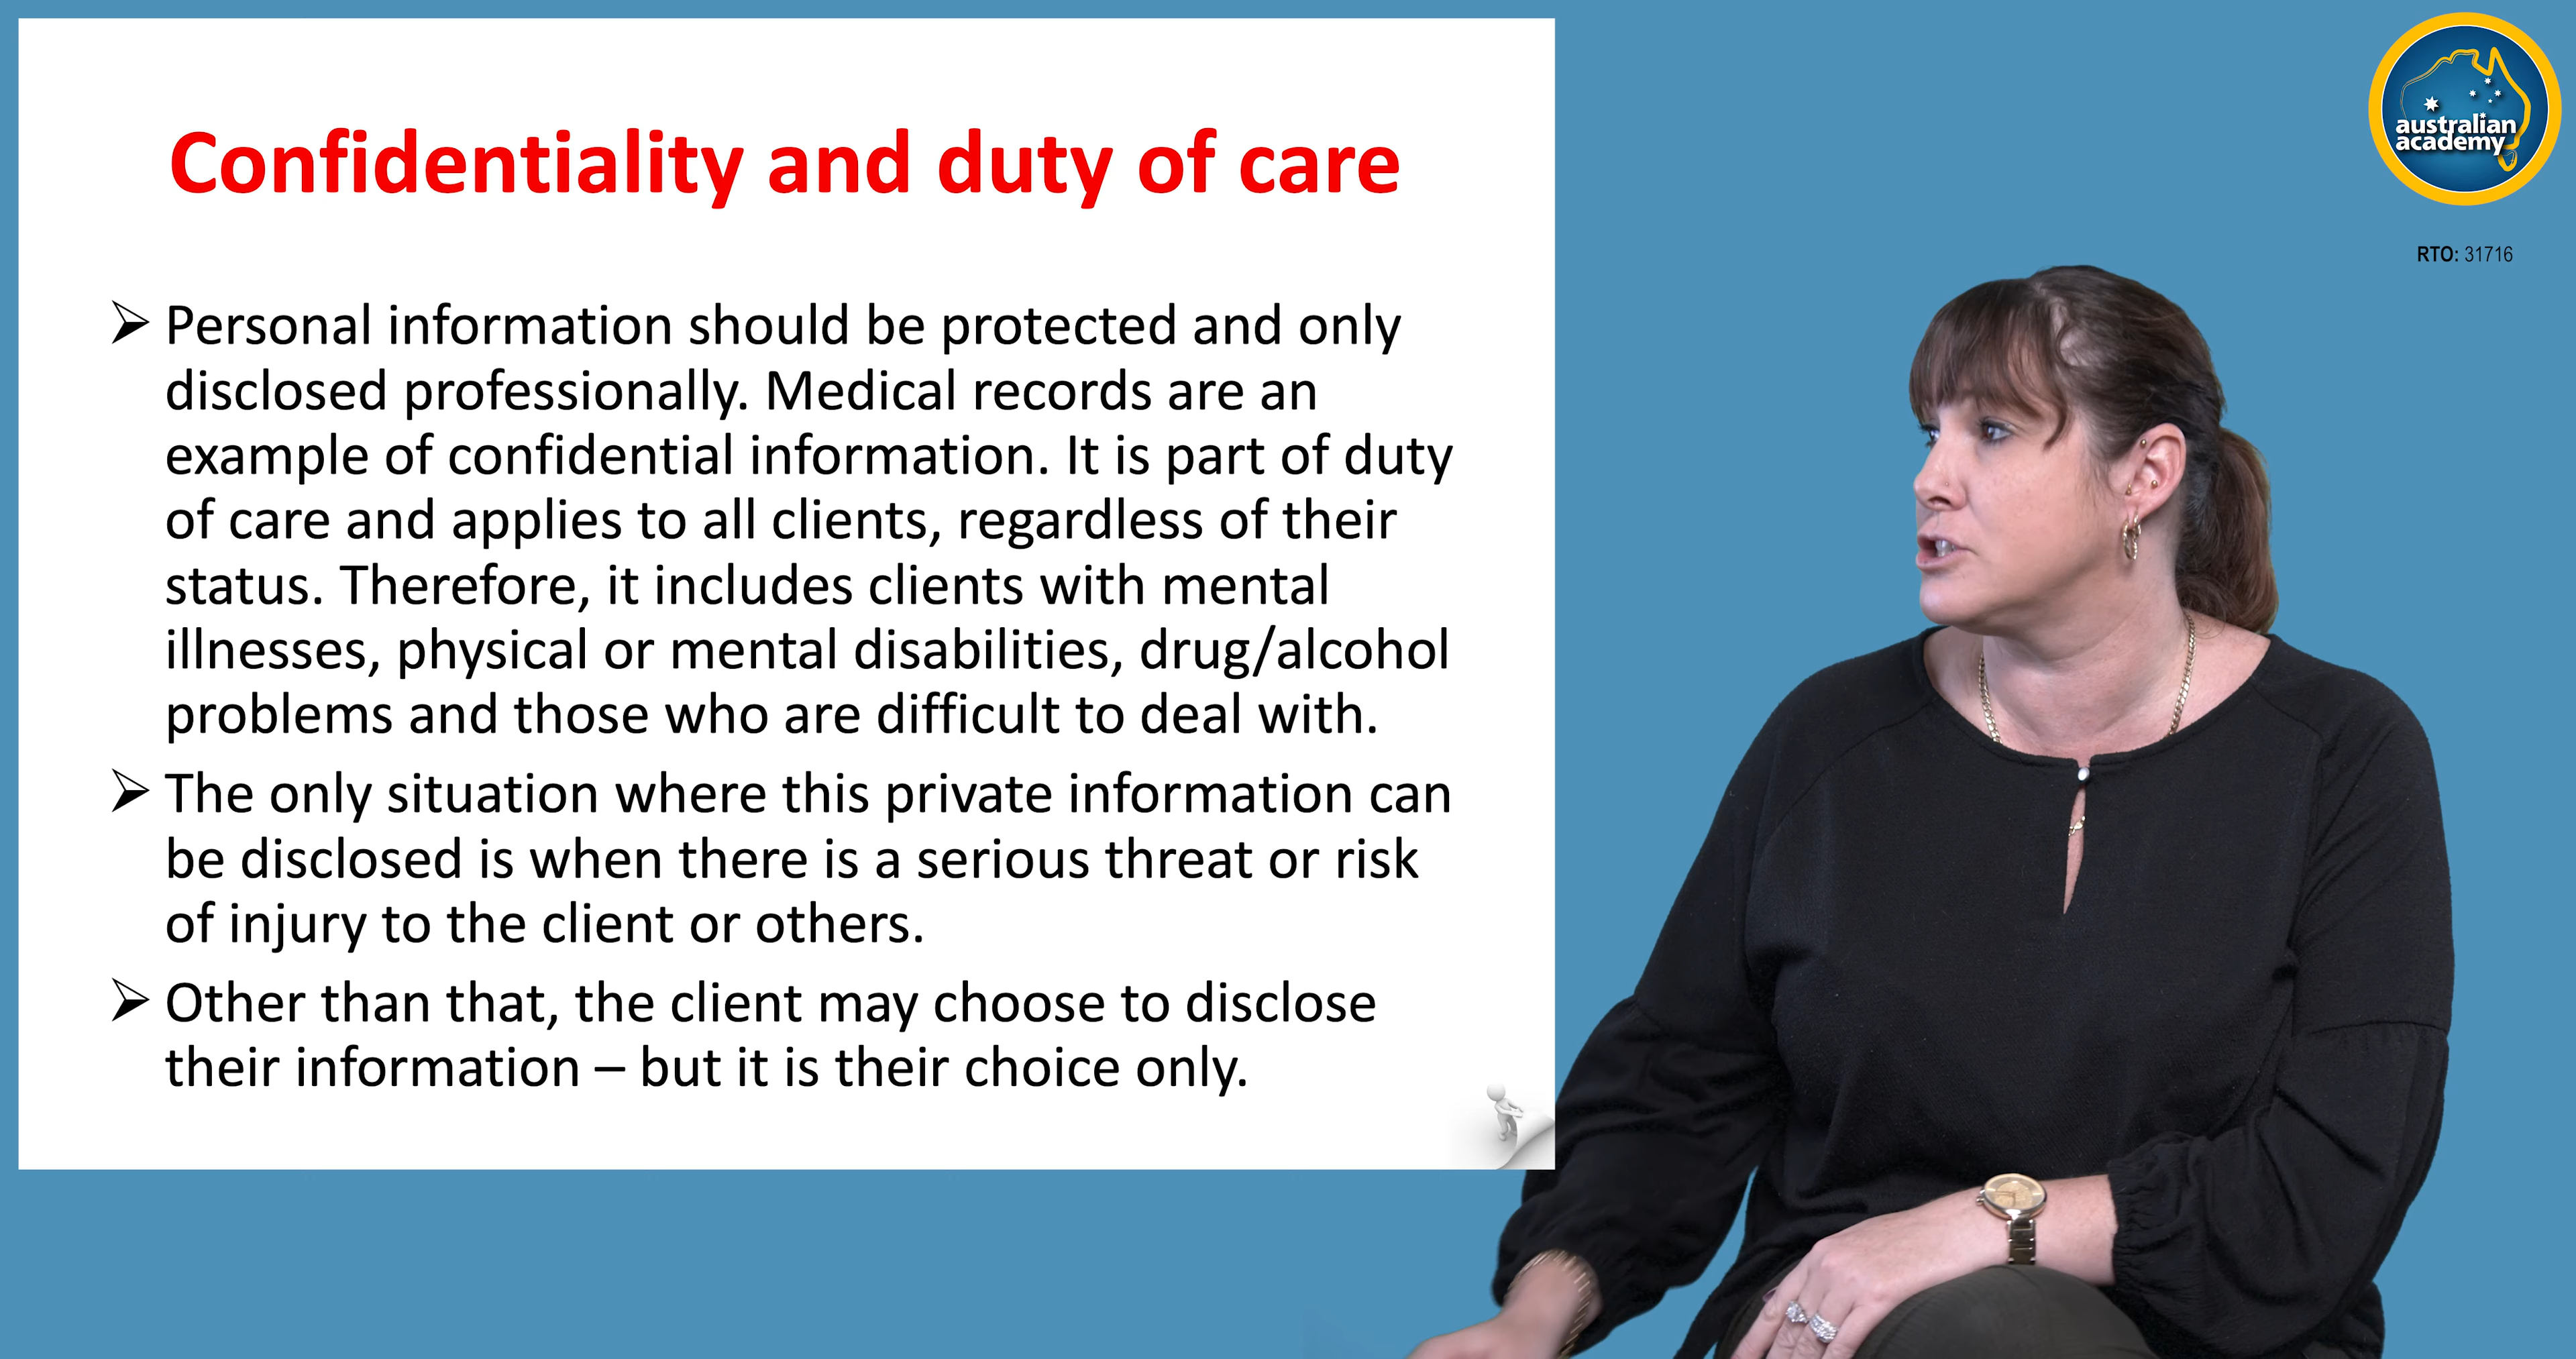 Confidentiality and duty of care
Personal information should be protected and only
disclosed professionally. Medical records are an
example of confidential information. It is part of duty
of care and applies to all clients, regardless of their
status. Therefore, it includes clients with mental
illnesses, physical or mental disabilities, drug/alcohol
problems and those who are difficult to deal with.
The only situation where this private information can
be disclosed is when there is a serious threat or risk
of injury to the client or others.
Other than that, the client may choose to disclose
their information – but it is their choice only.
australian
academy
RTO: 31716